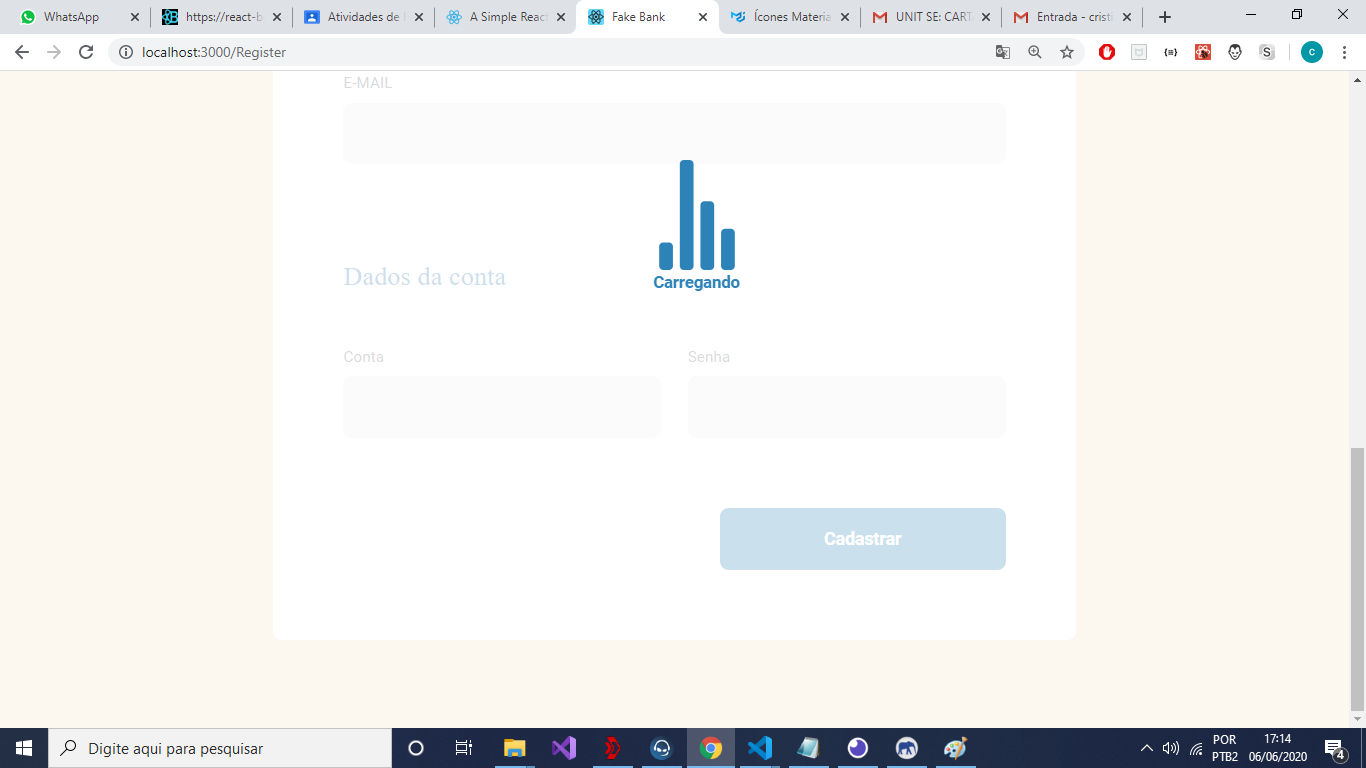 WhatsApp
https://react-b
Atividades de
A Simple Reac
Fake Bank
Ícones Materia
UNIT SE: CART
Entrada - crist
localhost:3000/Register
E-MAIL
Carregando
Dados da conta
Conta
Senha
Cadastrar
Digite aqui para pesquisar
POR
PTB2
17:14
06/06/2020
4